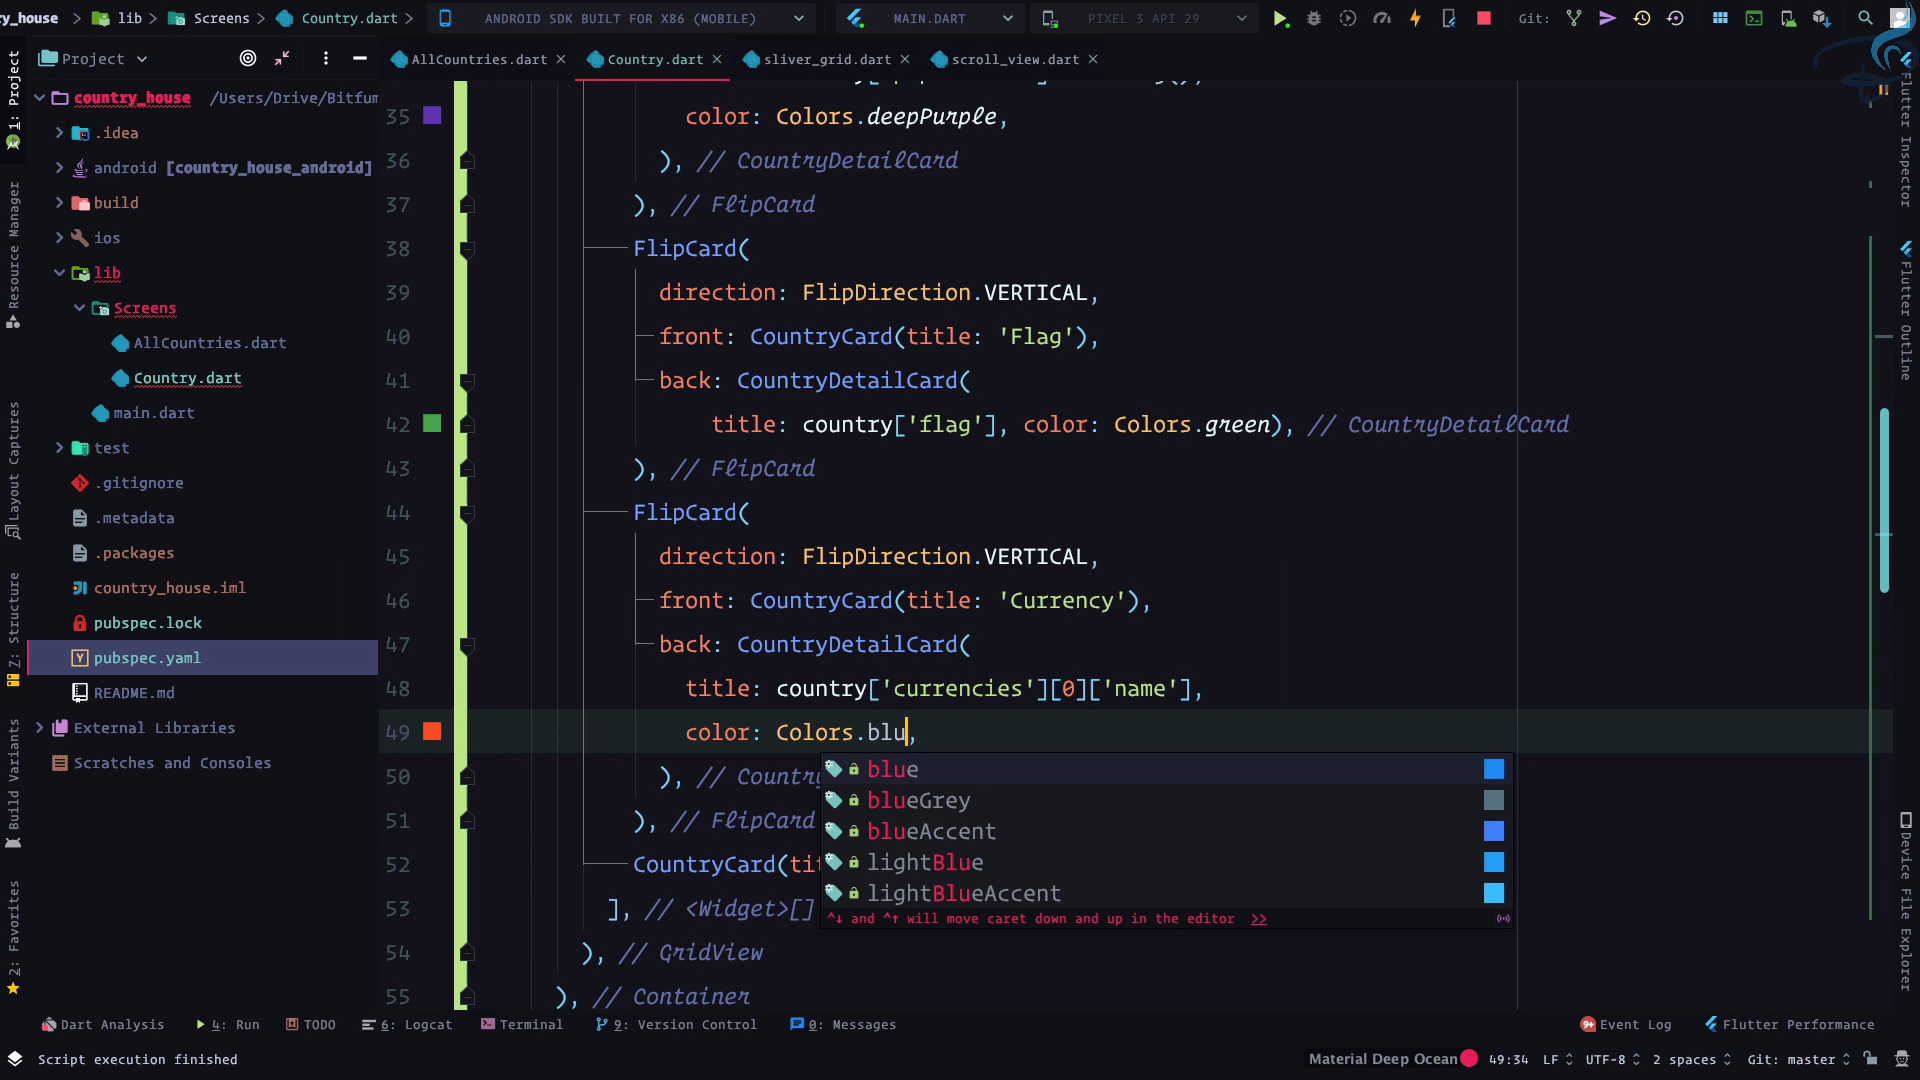 ry_house > lib > Screens > Country.dart >
ANDROID SDK BUILT FOR X86 (MOBILE)
MAIN.DART
PIXEL 3 API 29
Git:
Project
AllCountries.dart ×
Country.dart ×
sliver_grid.dart ×
scroll_view.dart ×
1: Project
Resource Manager
Layout Captures
7: Structure
Build Variants
2: Favorites
country_house /Users/Drive/Bitfum
.idea
android [country_house_android]
build
ios
lib
Screens
AllCountries.dart
Country.dart
main.dart
test
.gitignore
.metadata
.packages
country_house.iml
pubspec.lock
pubspec.yaml
README.md
External Libraries
Scratches and Consoles
35 color: Colors.deepPurple,
36 ), // CountryDetailCard
37 ), // FlipCard
38 FlipCard(
39 direction: FlipDirection.VERTICAL,
40 front: CountryCard(title: 'Flag'),
41 back: CountryDetailCard(
42 title: country['flag'], color: Colors.green), // CountryDetailCard
43 ), // FlipCard
44 FlipCard(
45 direction: FlipDirection.VERTICAL,
46 front: CountryCard(title: 'Currency'),
47 back: CountryDetailCard(
48 title: country['currencies'][0]['name'],
49 color: Colors.blu,
50 ), // Country
51 ), // FlipCard
52 CountryCard(tit
53 ], // <Widget>[]
54 ), // GridView
55 ), // Container
blue
blueGrey
blueAccent
lightBlue
lightBlueAccent
^↓ and ^↑ will move caret down and up in the editor >>
Flutter Inspector
Flutter Outline
Device File Explorer
Dart Analysis
4: Run
TODO
6: Logcat
Terminal
9: Version Control
0: Messages
9+ Event Log
Flutter Performance
Script execution finished
Material Deep Ocean
49:34 LF UTF-8 2 spaces Git: master